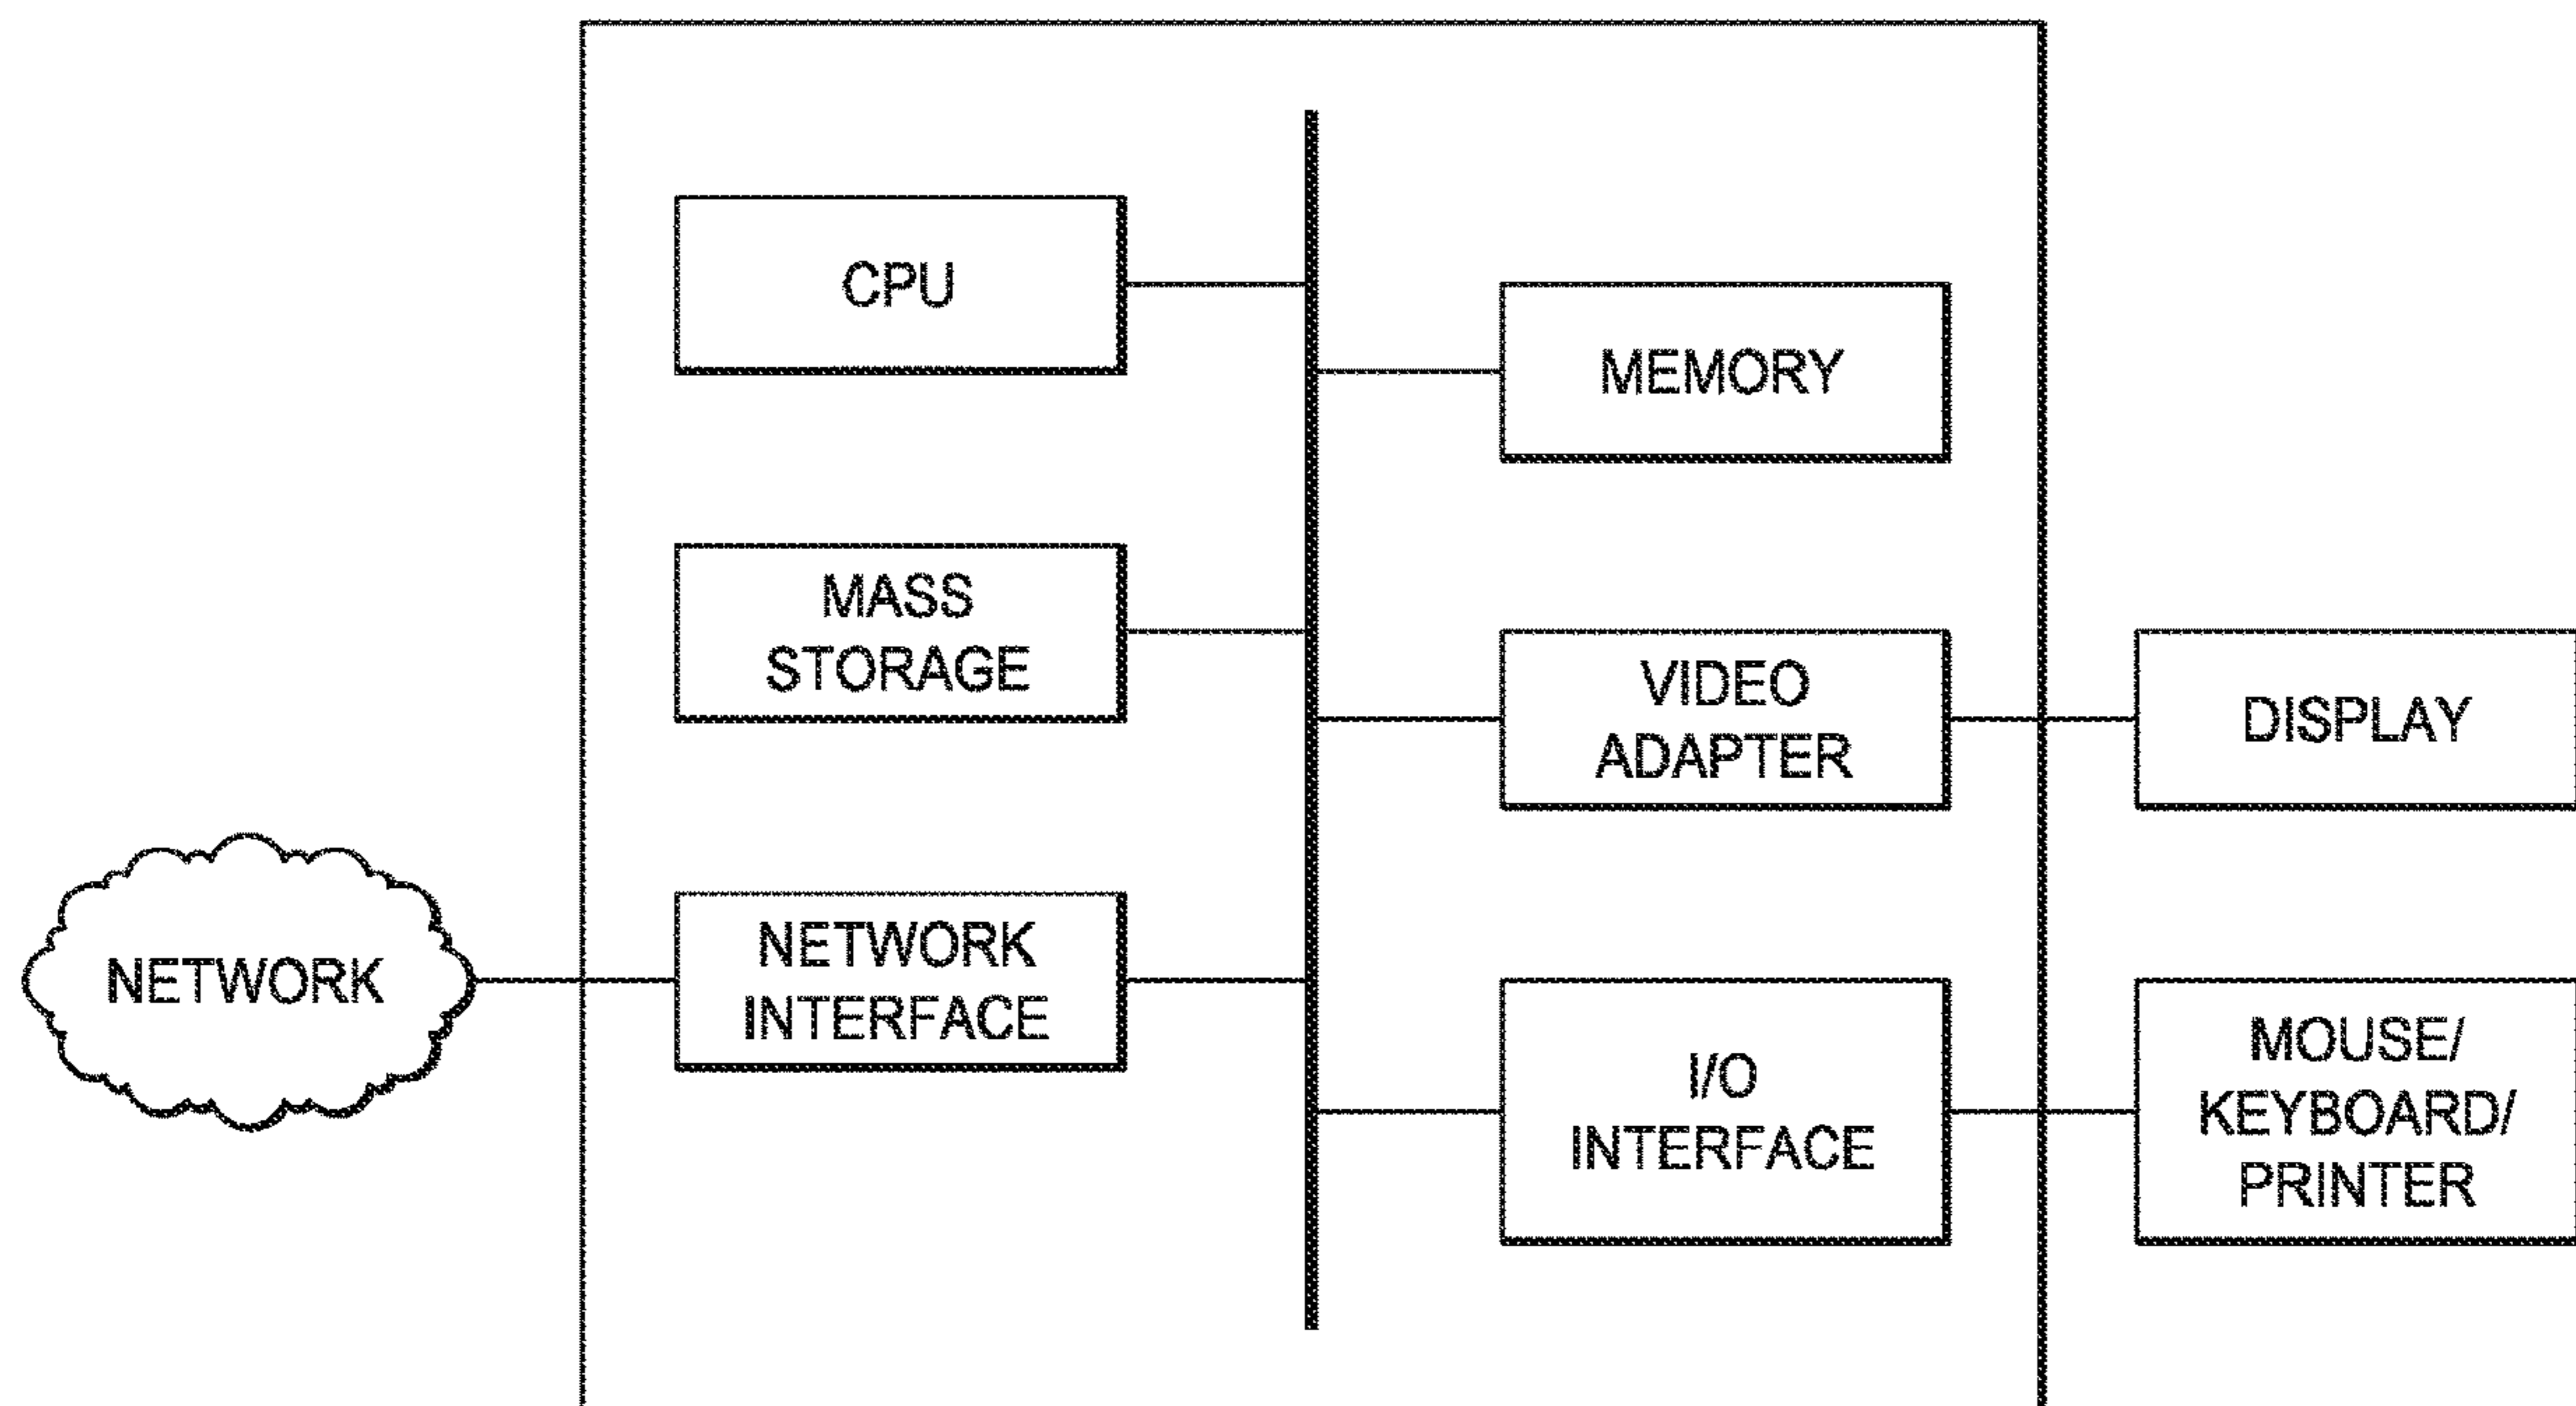 CPU
MEMORY
MASS
STORAGE
VIDEO
ADAPTER
DISPLAY
NETWORK
NETWORK
INTERFACE
I/O
INTERFACE
MOUSE/
KEYBOARD/
PRINTER